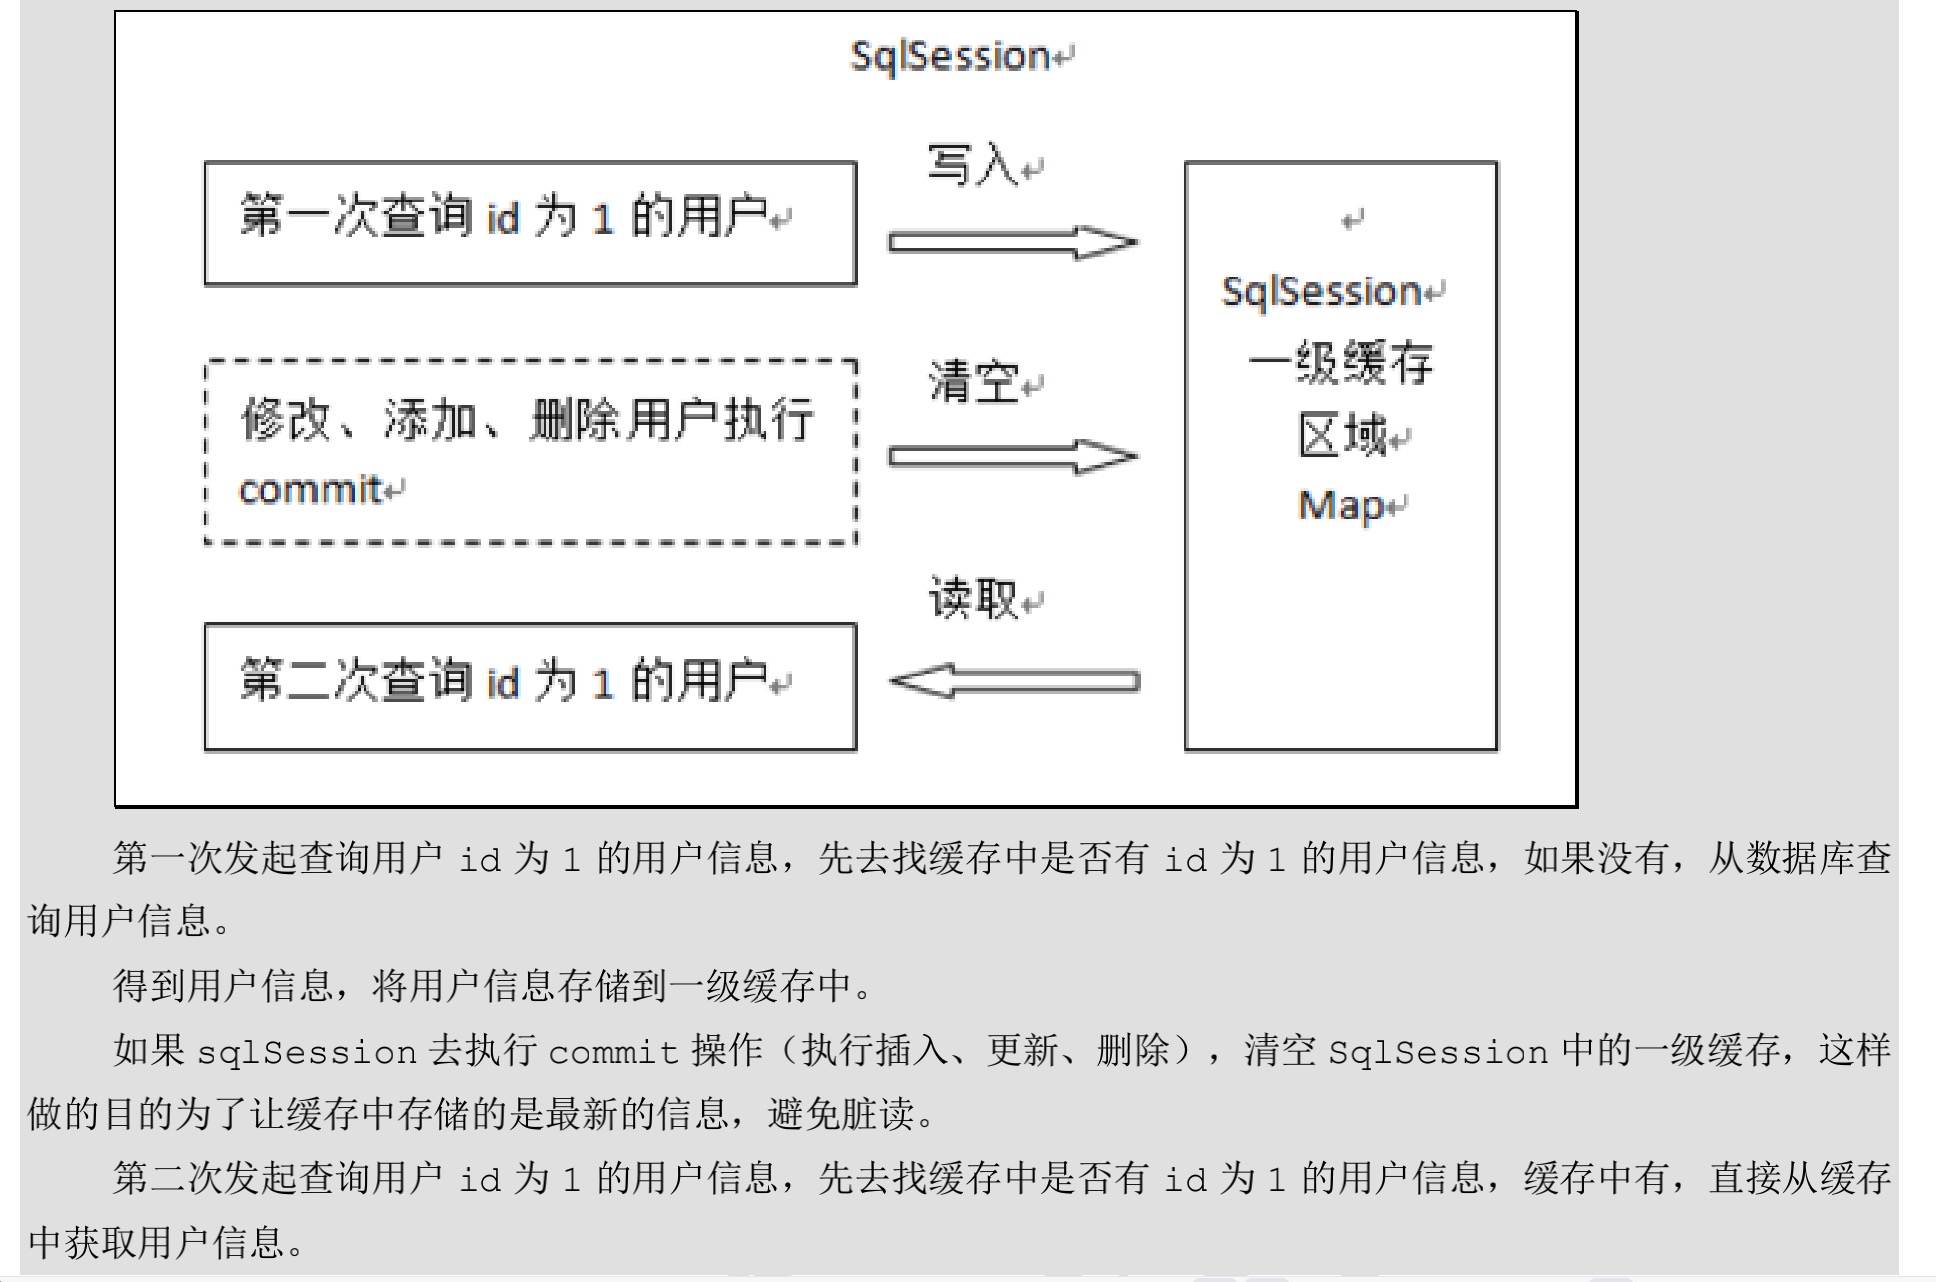 SqlSession
写入
第一次查询 id 为 1 的用户
SqlSession
一级缓存
区域
Map
清空
修改、添加、删除用户执行
commit
读取
第二次查询 id 为 1 的用户
第一次发起查询用户 id 为 1 的用户信息，先去找缓存中是否有 id 为 1 的用户信息，如果没有，从数据库查
询用户信息。
得到用户信息，将用户信息存储到一级缓存中。
如果 sqlSession 去执行 commit 操作（执行插入、更新、删除），清空 SqlSession 中的一级缓存，这样
做的目的为了让缓存中存储的是最新的信息，避免脏读。
第二次发起查询用户 id 为 1 的用户信息，先去找缓存中是否有 id 为 1 的用户信息，缓存中有，直接从缓存
中获取用户信息。